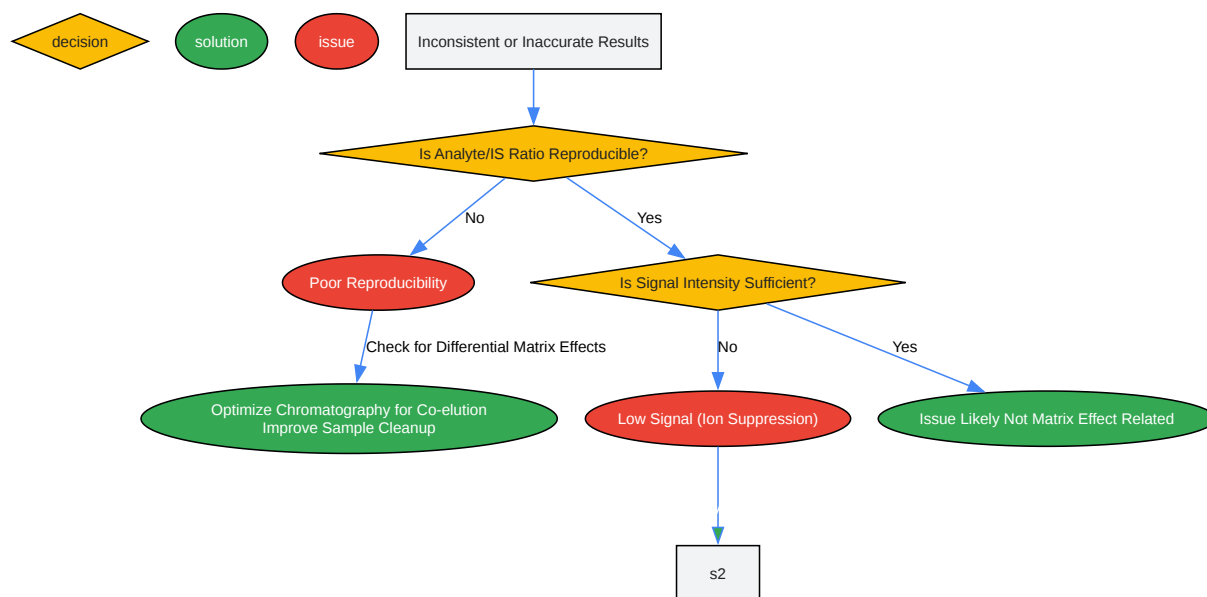 decision
solution
issue
Inconsistent or Inaccurate Results
Is Analyte/IS Ratio Reproducible?
No
Yes
Poor Reproducibility
Is Signal Intensity Sufficient?
Check for Differential Matrix Effects
No
Yes
Optimize Chromatography for Co-elution
Improve Sample Cleanup
Low Signal (Ion Suppression)
Issue Likely Not Matrix Effect Related
s2